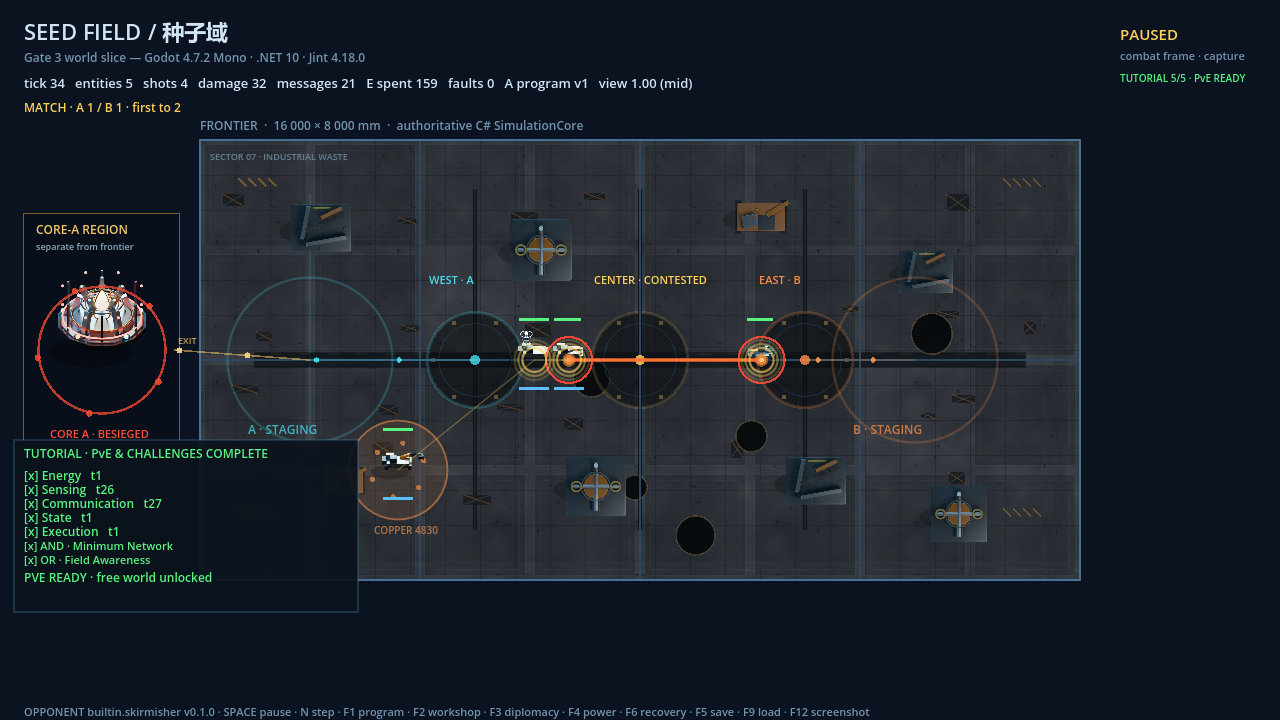 SEED FIELD / 种子域
Gate 3 world slice — Godot 4.7.2 Mono · .NET 10 · Jint 4.18.0
tick 34 entities 5 shots 4 damage 32 messages 21 E spent 159 faults 0 A program v1 view 1.00 (mid)
MATCH · A 1 / B 1 · first to 2
PAUSED
combat frame · capture
TUTORIAL 5/5 · PvE READY
FRONTIER · 16 000 × 8 000 mm · authoritative C# SimulationCore
SECTOR 07 · INDUSTRIAL WASTE
CORE-A REGION
separate from frontier
WEST · A
CENTER · CONTESTED
EAST · B
EXIT
CORE A · BESIEGED
A · STAGING
B · STAGING
COPPER 4830
TUTORIAL · PvE & CHALLENGES COMPLETE
[x] Energy t1
[x] Sensing t26
[x] Communication t27
[x] State t1
[x] Execution t1
[x] AND · Minimum Network
[x] OR · Field Awareness
PVE READY · free world unlocked
OPPONENT builtin.skirmisher v0.1.0 · SPACE pause · N step · F1 program · F2 workshop · F3 diplomacy · F4 power · F6 recovery · F5 save · F9 load · F12 screenshot